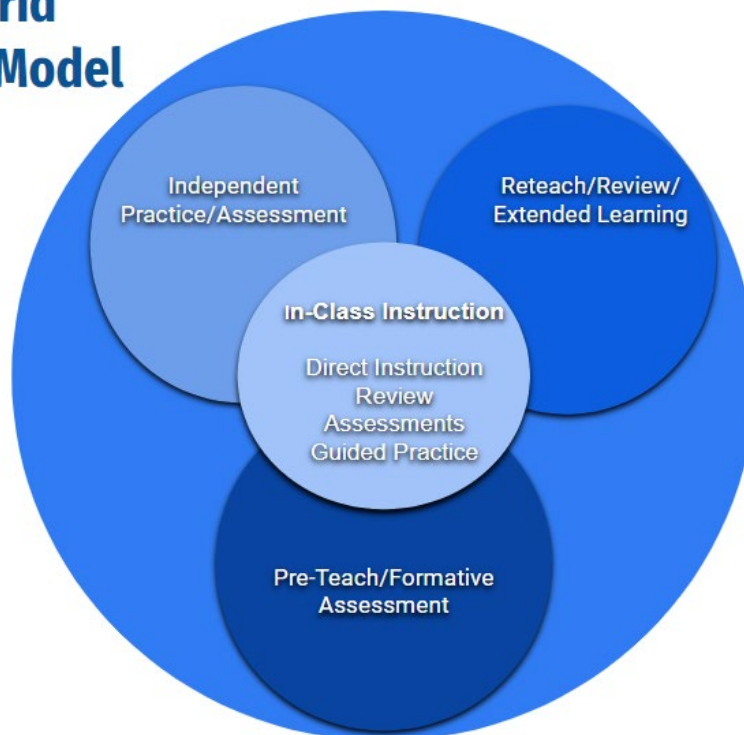 Model
Independent
Practice/Assessment
Reteach/Review/
Extended Learning
In-Class Instruction
Direct Instruction
Review
Assessments
Guided Practice
Pre-Teach/Formative
Assessment